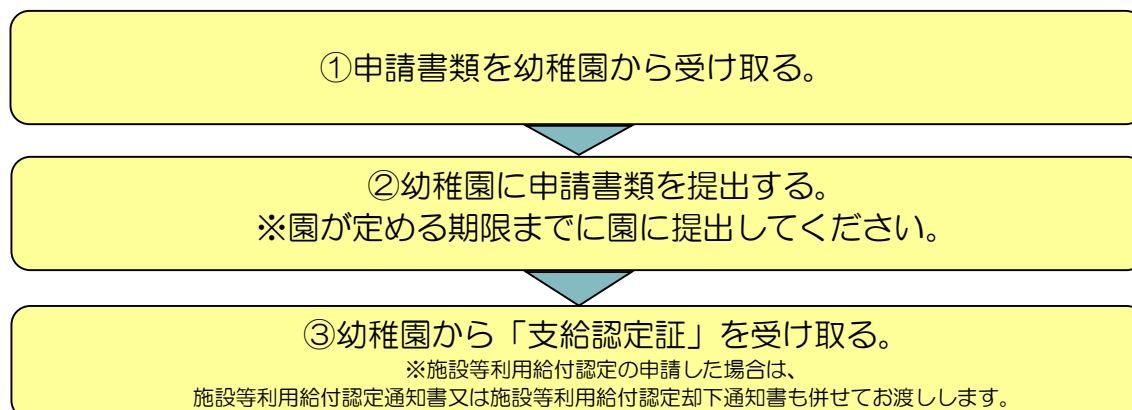 ①申請書類を幼稚園から受け取る。
②幼稚園に申請書類を提出する。
※園が定める期限までに園に提出してください。
③幼稚園から「支給認定証」を受け取る。
※施設等利用給付認定の申請した場合は、
施設等利用給付認定通知書又は施設等利用給付認定却下通知書も併せてお渡しします。